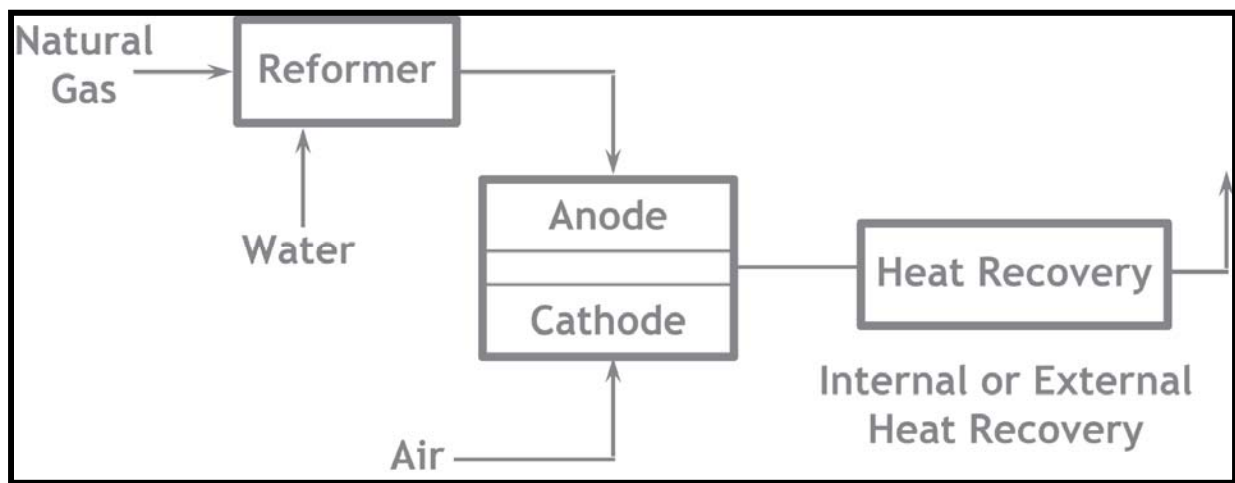 Natural
Gas
Reformer
Water
Anode
Cathode
Air
Heat Recovery
Internal or External
Heat Recovery